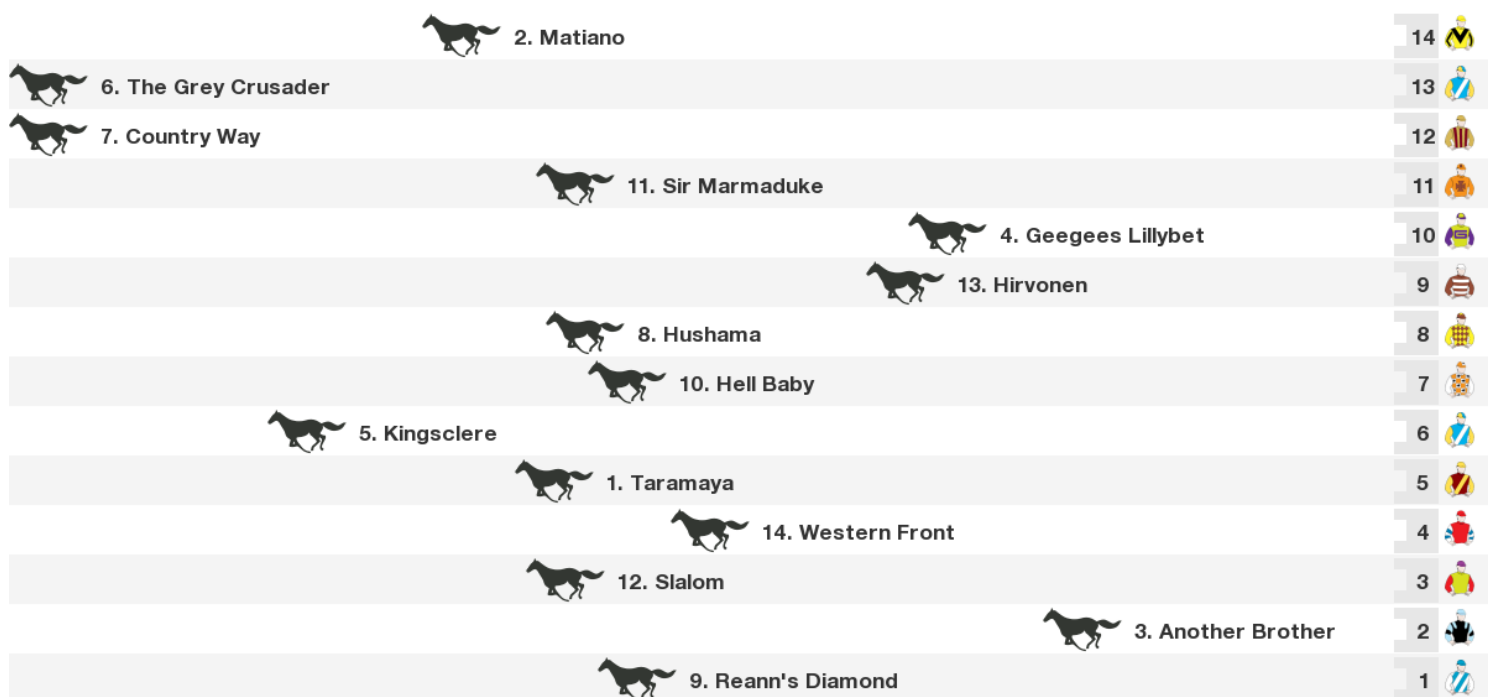 2. Matiano 14
6. The Grey Crusader 13
7. Country Way 12
11. Sir Marmaduke 11
4. Geegees Lillybet 10
13. Hirvonen 9
8. Hushama 8
10. Hell Baby 7
5. Kingsclere 6
1. Taramaya 5
14. Western Front 4
12. Slalom 3
3. Another Brother 2
9. Reann's Diamond 1